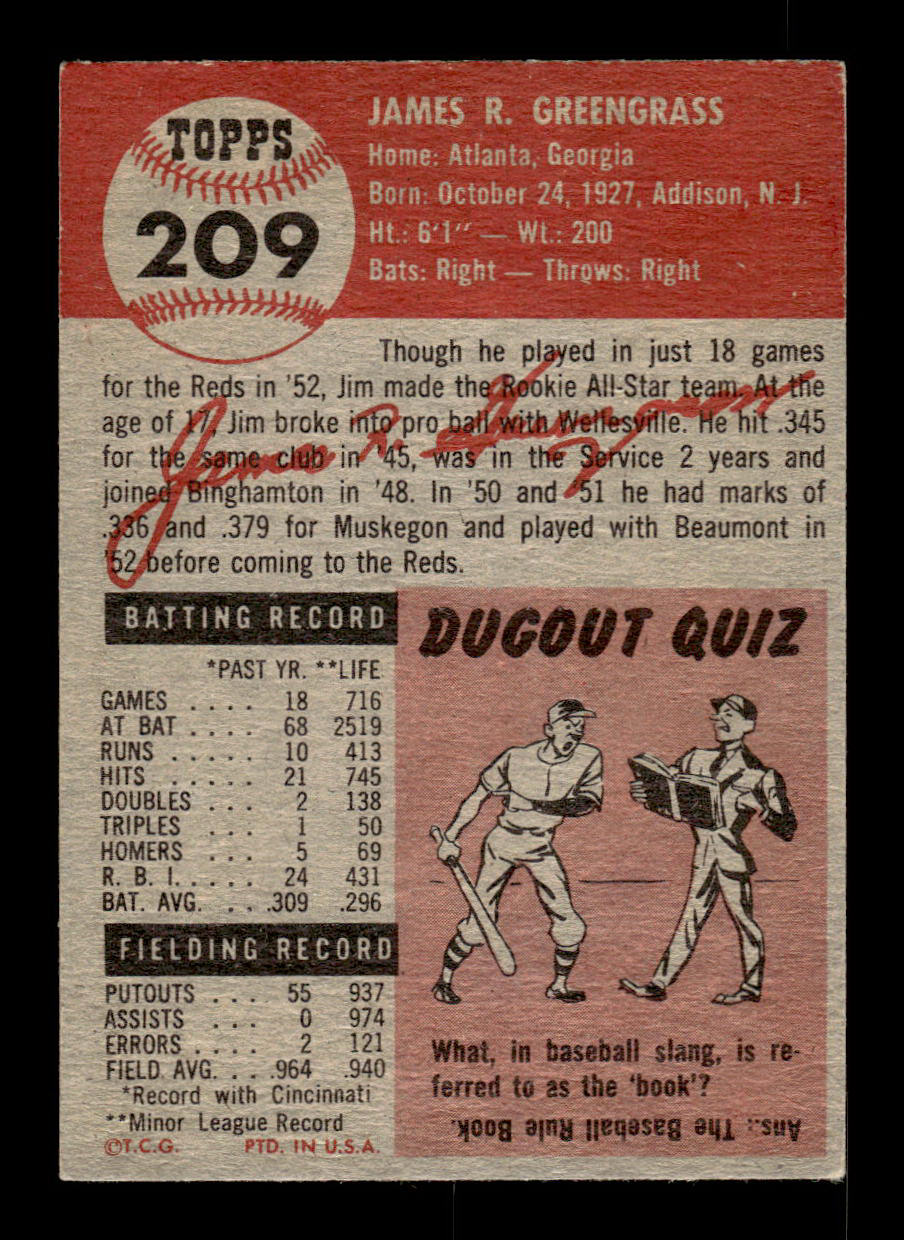 TOPPS
209
JAMES R. GREENGRASS
Home: Atlanta, Georgia
Born: October 24, 1927, Addison, N. J.
Ht.: 6'1" — Wt.: 200
Bats: Right — Throws: Right
Though he played in just 18 games
for the Reds in '52, Jim made the Rookie All-Star team. At the
age of 17, Jim broke into pro ball with Wellesville. He hit .345
for the same club in '45, was in the Service 2 years and
joined Binghamton in '48. In '50 and '51 he had marks of
.336 and .379 for Muskegon and played with Beaumont in
'52 before coming to the Reds.
James R. Greengrass
BATTING RECORD
*PAST YR. **LIFE
GAMES .... 18 716
AT BAT .... 68 2519
RUNS ..... 10 413
HITS ..... 21 745
DOUBLES ... 2 138
TRIPLES ... 1 50
HOMERS ... 5 69
R. B. I. .... 24 431
BAT. AVG. ... .309 .296
FIELDING RECORD
PUTOUTS ... 55 937
ASSISTS ... 0 974
ERRORS .... 2 121
FIELD AVG. ... .964 .940
*Record with Cincinnati
**Minor League Record
©T.C.G. PTD. IN U.S.A.
DUGOUT QUIZ
What, in baseball slang, is re-
ferred to as the 'book'?
Ans.: The Baseball Rule Book.